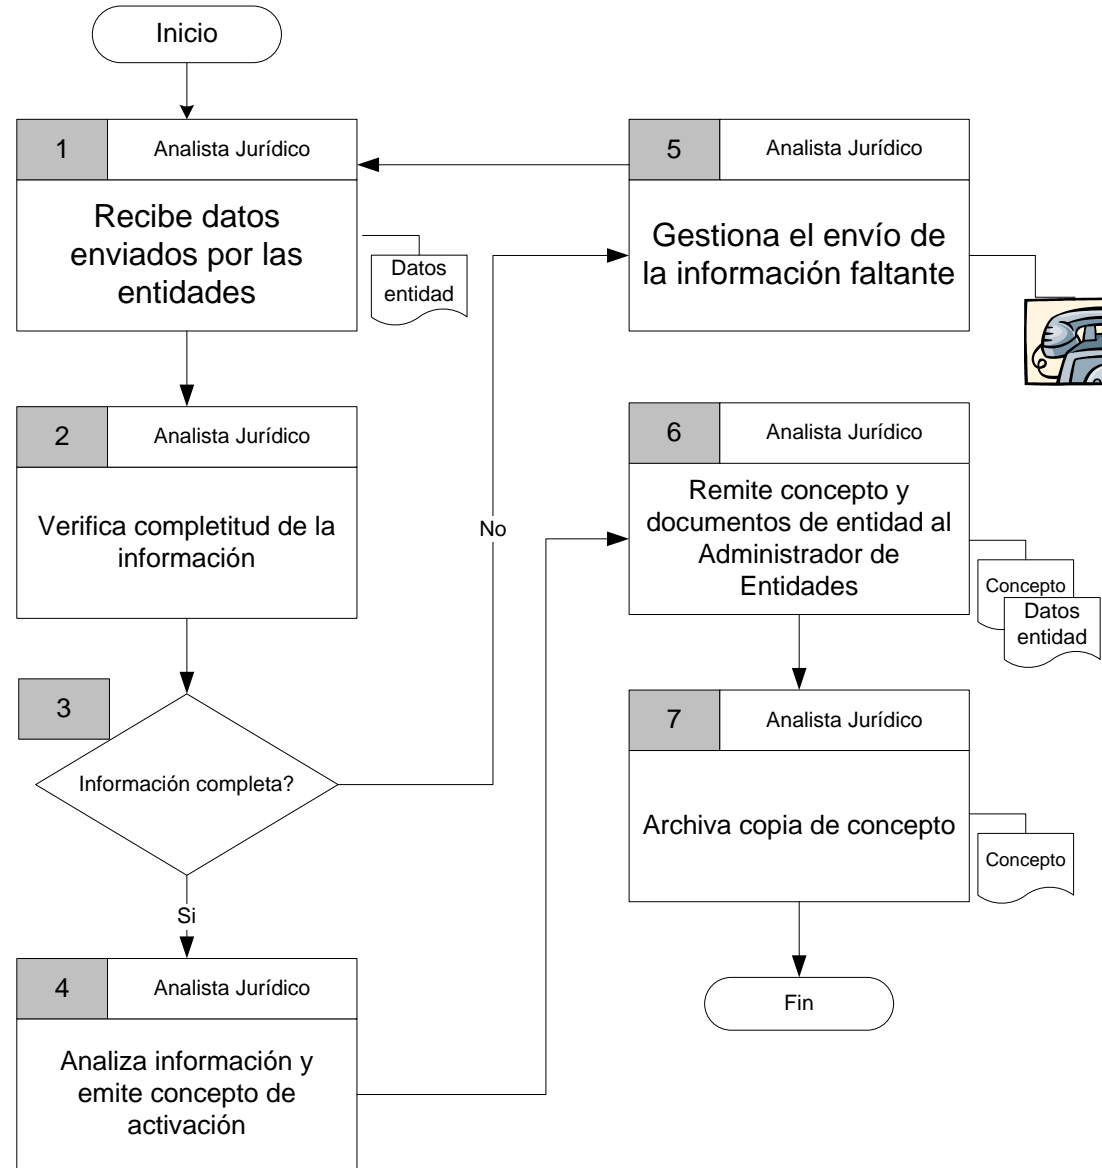 Inicio
1
Analista Jurídico
Recibe datos
enviados por las
entidades
Datos
entidad
2
Analista Jurídico
Verifica completitud de la
información
3
Información completa?
No
Si
4
Analista Jurídico
Analiza información y
emite concepto de
activación
5
Analista Jurídico
Gestiona el envío de
la información faltante
6
Analista Jurídico
Remite concepto y
documentos de entidad al
Administrador de
Entidades
Concepto
Datos
entidad
7
Analista Jurídico
Archiva copia de concepto
Concepto
Fin